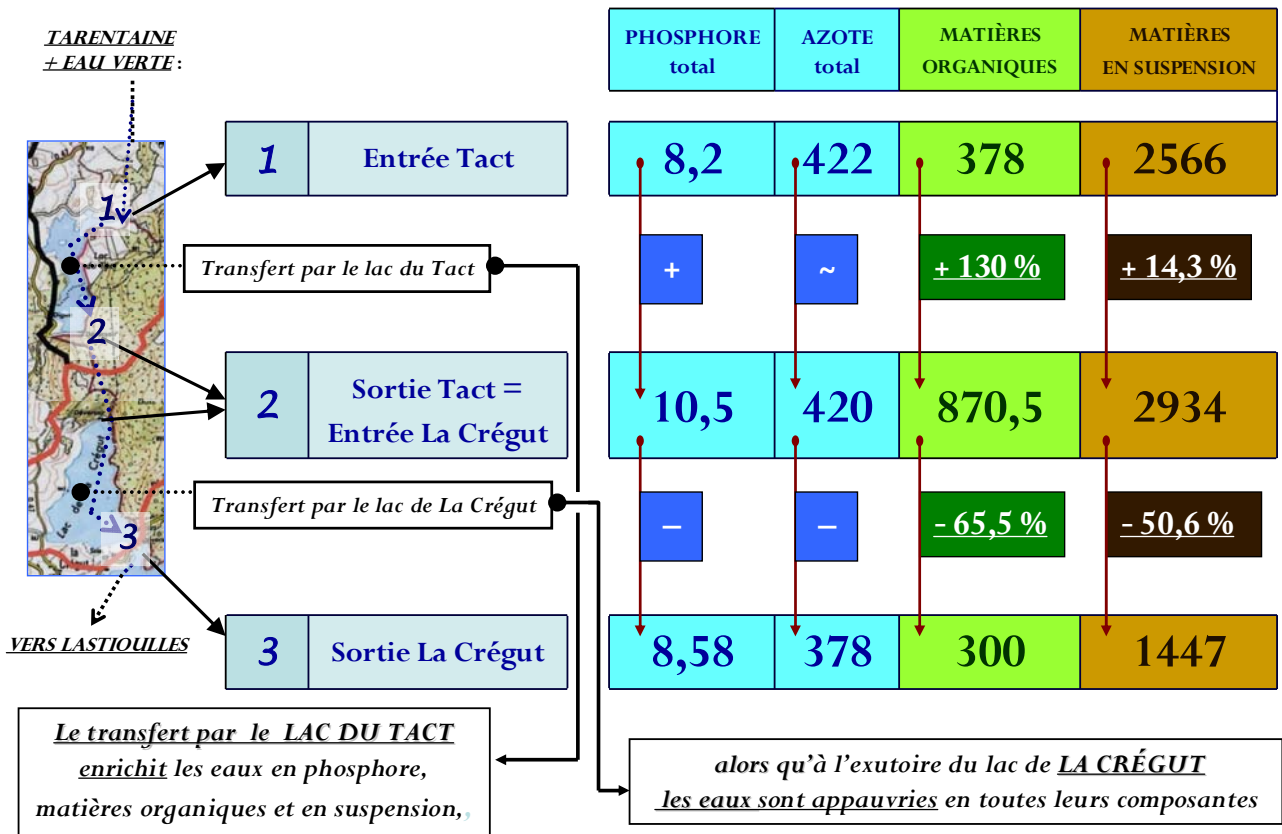 TARENTAINE
+ EAU VERTE :
PHOSPHORE total
AZOTE total
MATIÈRES ORGANIQUES
MATIÈRES EN SUSPENSION
1 Entrée Tact 8,2 422 378 2566
1
Transfert par le lac du Tact
+ ~ + 130 % + 14,3 %
2
2 Sortie Tact =
Entrée La Crégut
10,5 420 870,5 2934
Lac de Crégut
Transfert par le lac de La Crégut
– – - 65,5 % - 50,6 %
3
VERS LASTIOULLES
3 Sortie La Crégut 8,58 378 300 1447
Le transfert par le LAC DU TACT
enrichit les eaux en phosphore,
matières organiques et en suspension,,
alors qu’à l’exutoire du lac de LA CRÉGUT
les eaux sont appauvries en toutes leurs composantes